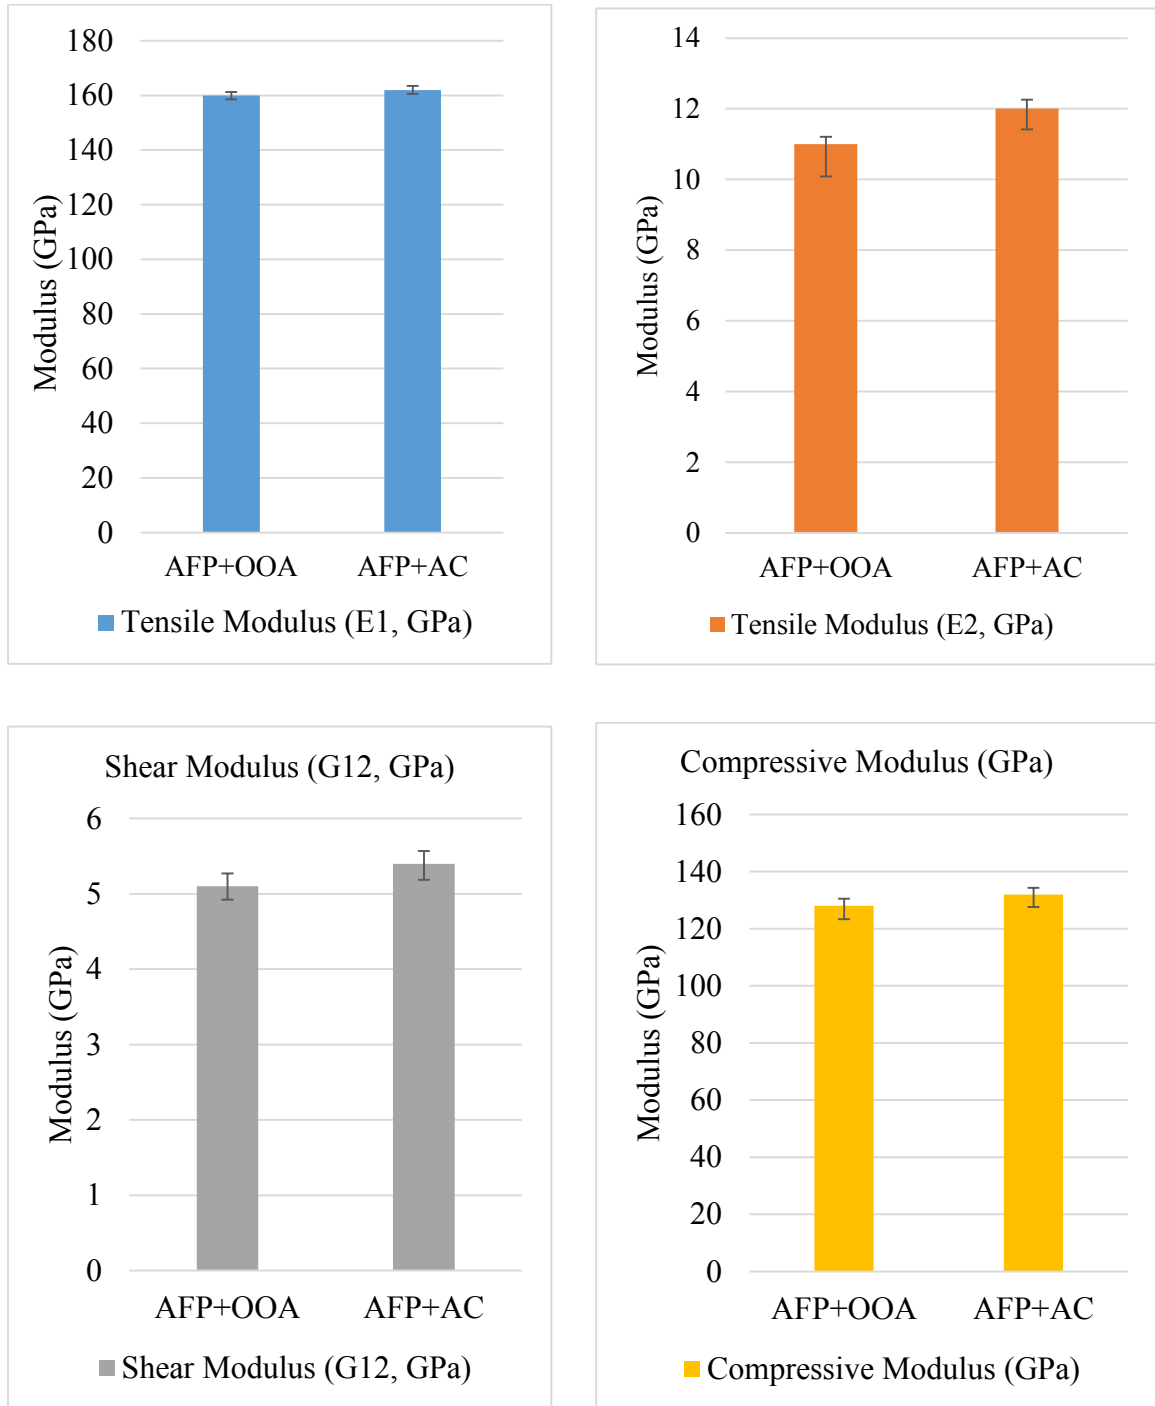 180
160
140
120
100
80
60
40
20
0
Modulus (GPa)
AFP+OOA AFP+AC
Tensile Modulus (E1, GPa)
14
12
10
8
6
4
2
0
Modulus (GPa)
AFP+OOA AFP+AC
Tensile Modulus (E2, GPa)
Shear Modulus (G12, GPa)
6
5
4
3
2
1
0
Modulus (GPa)
AFP+OOA AFP+AC
Shear Modulus (G12, GPa)
Compressive Modulus (GPa)
160
140
120
100
80
60
40
20
0
Modulus (GPa)
AFP+OOA AFP+AC
Compressive Modulus (GPa)